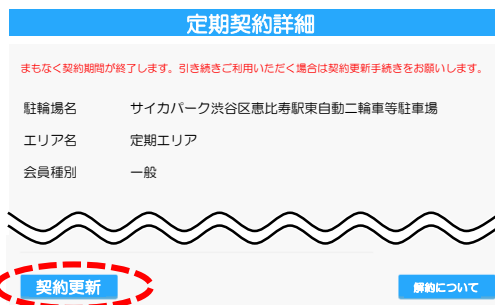 定期契約詳細
まもなく契約期間が終了します。引き続きご利用いただく場合は契約更新手続きをお願いします。
駐輪場名 サイカパーク渋谷区恵比寿駅東自動二輪車等駐車場
エリア名 定期エリア
会員種別 一般
契約更新 解約について